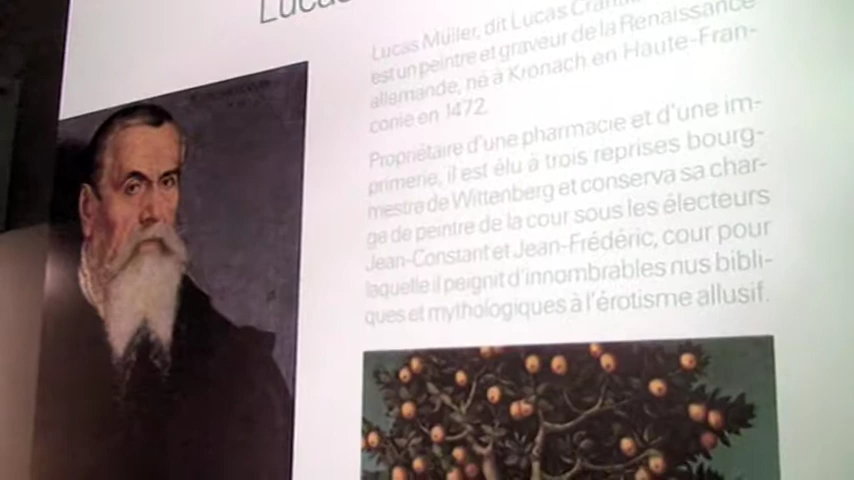 Lucas
Lucas Müller, dit Lucas
est un peintre et graveur de la Renaissance
allemande, né à Kronach en Haute-Fran-
conie en 1472.
Propriétaire d'une pharmacie et d'une im-
primerie, il est élu à trois reprises bourg-
mestre de Wittenberg et conserva sa char-
ge de peintre de la cour sous les électeurs
Jean-Constant et Jean-Frédéric, cour pour
laquelle il peignit d'innombrables nus bibli-
ques et mythologiques à l'érotisme allusif.